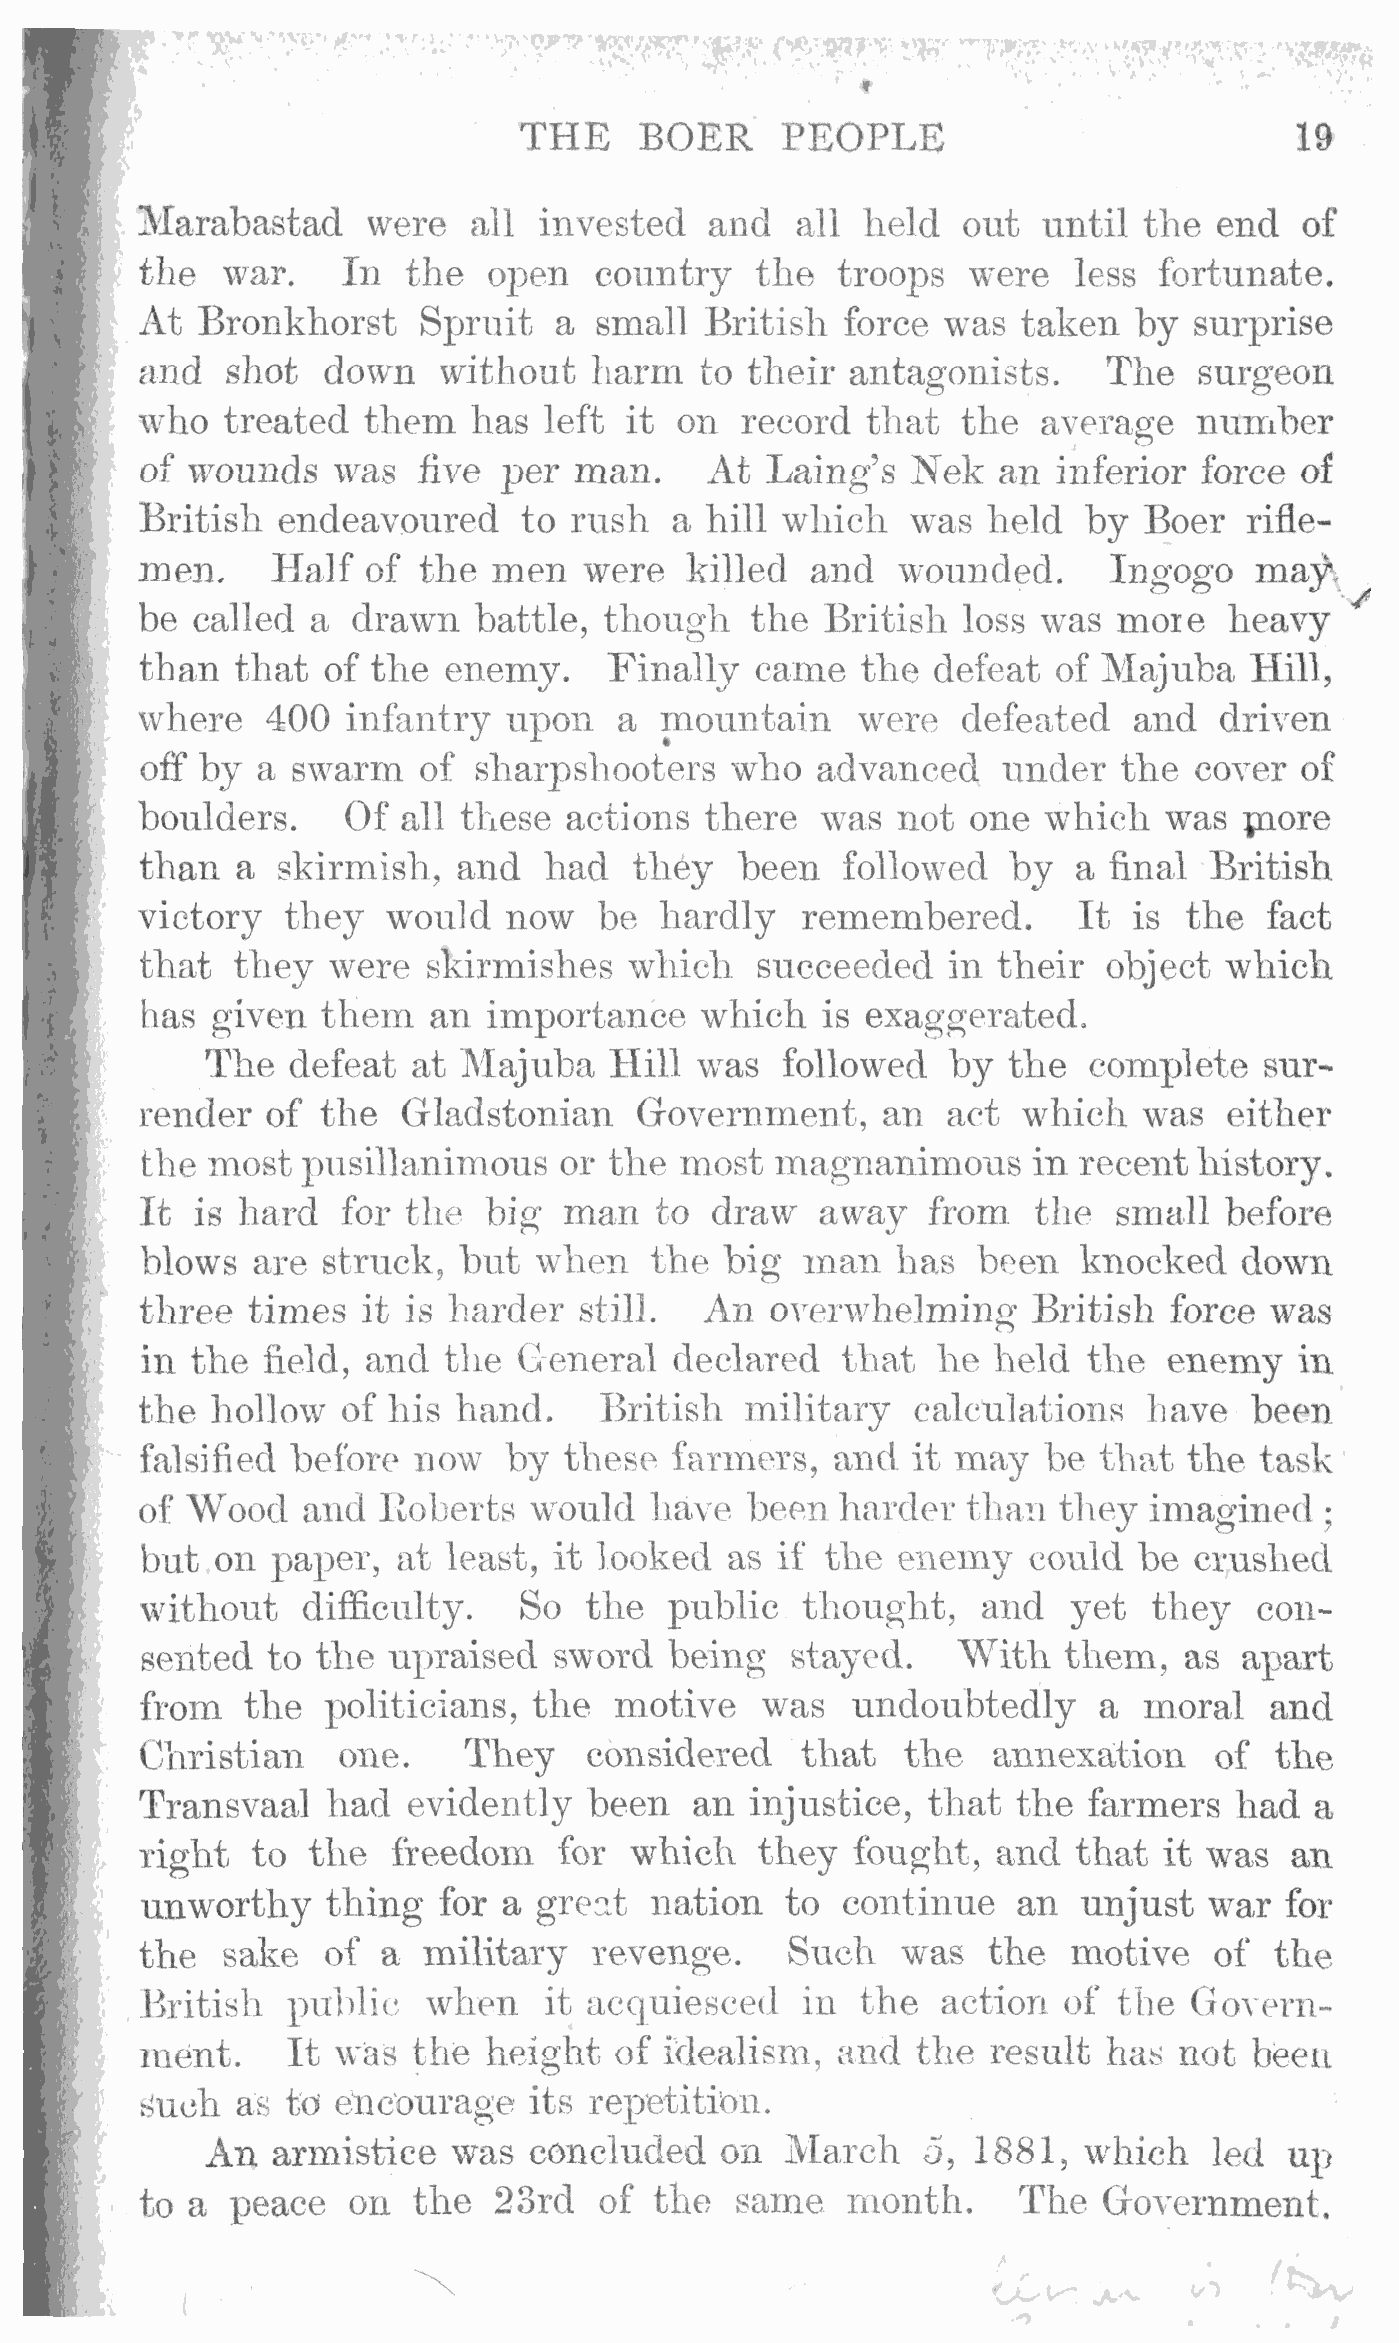 THE BOER PEOPLE 19
Marabastad were all invested and all held out until the end of
the war. In the open country the troops were less fortunate.
At Bronkhorst Spruit a small British force was taken by surprise
and shot down without harm to their antagonists. The surgeon
who treated them has left it on record that the average number
of wounds was five per man. At Laing's Nek an inferior force of
British endeavoured to rush a hill which was held by Boer rifle-
men. Half of the men were killed and wounded. Ingogo may
be called a drawn battle, though the British loss was more heavy
than that of the enemy. Finally came the defeat of Majuba Hill,
where 400 infantry upon a mountain were defeated and driven
off by a swarm of sharpshooters who advanced under the cover of
boulders. Of all these actions there was not one which was more
than a skirmish, and had they been followed by a final British
victory they would now be hardly remembered. It is the fact
that they were skirmishes which succeeded in their object which
has given them an importance which is exaggerated.
The defeat at Majuba Hill was followed by the complete sur-
render of the Gladstonian Government, an act which was either
the most pusillanimous or the most magnanimous in recent history.
It is hard for the big man to draw away from the small before
blows are struck, but when the big man has been knocked down
three times it is harder still. An overwhelming British force was
in the field, and the General declared that he held the enemy in
the hollow of his hand. British military calculations have been
falsified before now by these farmers, and it may be that the task
of Wood and Roberts would have been harder than they imagined ;
but on paper, at least, it looked as if the enemy could be crushed
without difficulty. So the public thought, and yet they con-
sented to the upraised sword being stayed. With them, as apart
from the politicians, the motive was undoubtedly a moral and
Christian one. They considered that the annexation of the
Transvaal had evidently been an injustice, that the farmers had a
right to the freedom for which they fought, and that it was an
unworthy thing for a great nation to continue an unjust war for
the sake of a military revenge. Such was the motive of the
British public when it acquiesced in the action of the Govern-
ment. It was the height of idealism, and the result has not been
such as to encourage its repetition.
An armistice was concluded on March 5, 1881, which led up
to a peace on the 23rd of the same month. The Government.